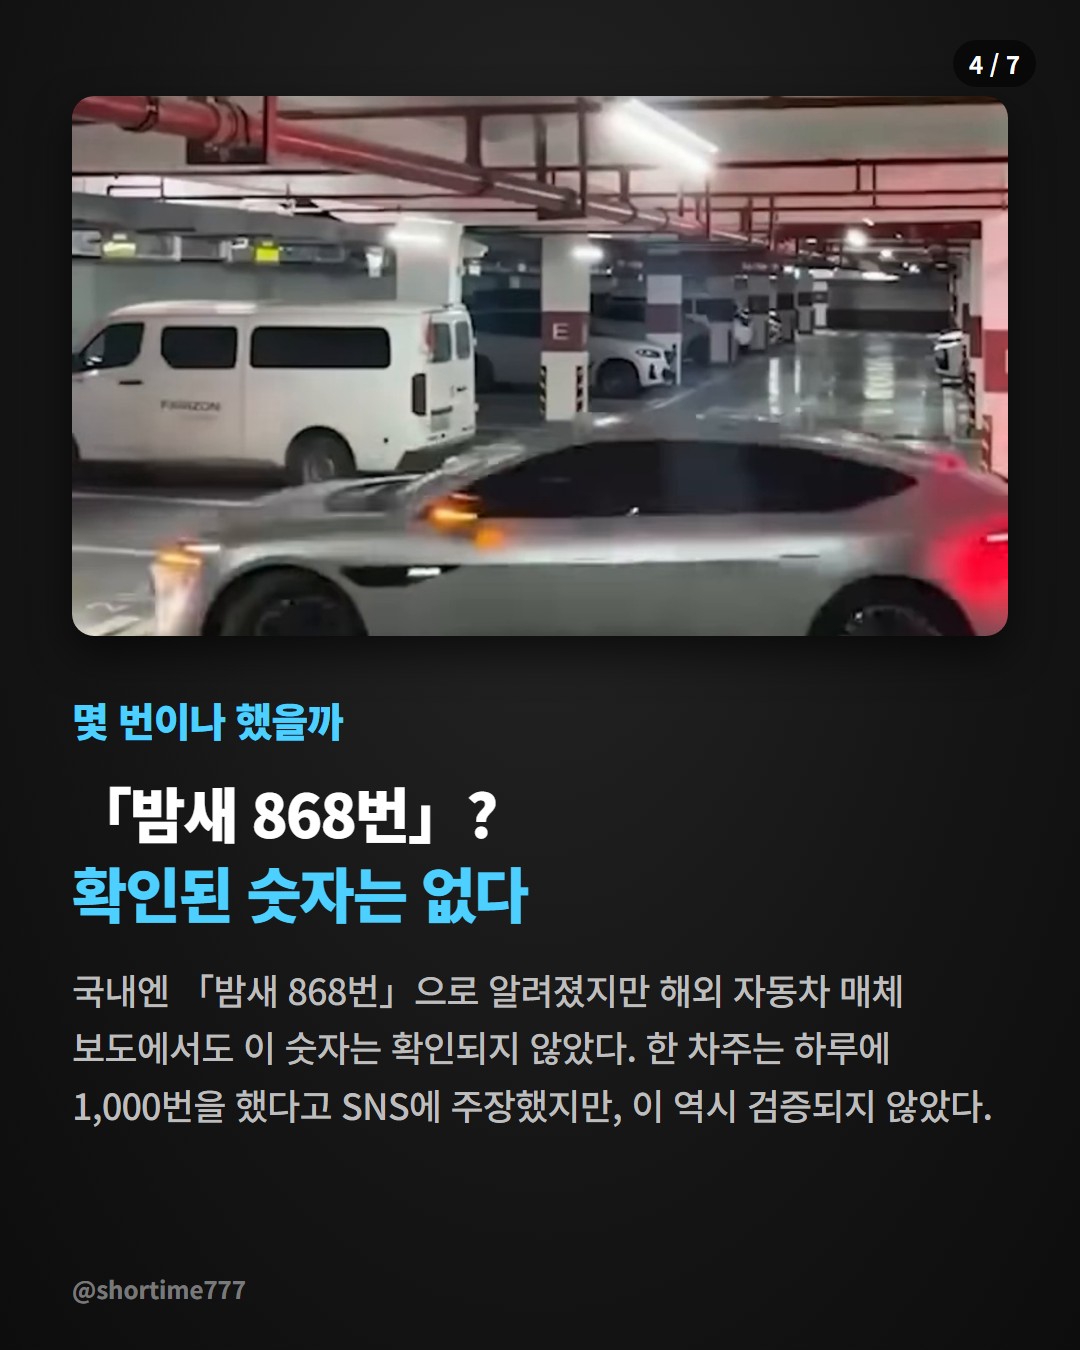 4 / 7
E
FARIZON
몇 번이나 했을까
「밤새 868번」?
확인된 숫자는 없다
국내엔 「밤새 868번」으로 알려졌지만 해외 자동차 매체
보도에서도 이 숫자는 확인되지 않았다. 한 차주는 하루에
1,000번을 했다고 SNS에 주장했지만, 이 역시 검증되지 않았다.
@shortime777